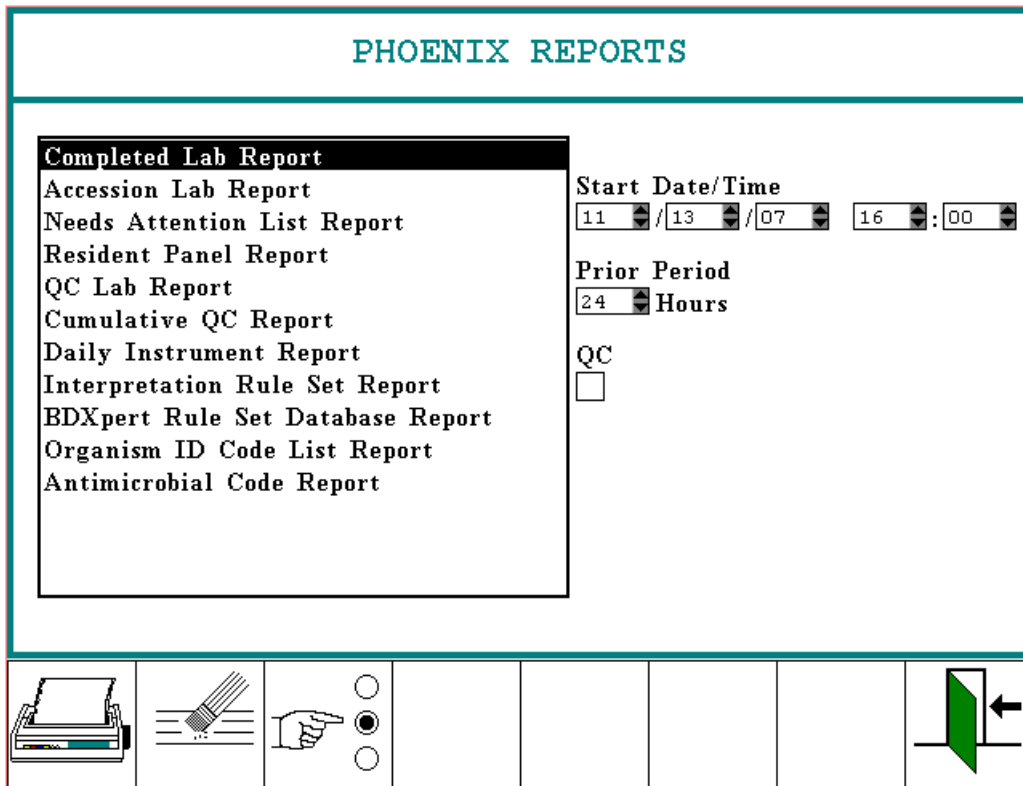 PHOENIX REPORTS
Completed Lab Report
Accession Lab Report
Needs Attention List Report
Resident Panel Report
QC Lab Report
Cumulative QC Report
Daily Instrument Report
Interpretation Rule Set Report
BDXpert Rule Set Database Report
Organism ID Code List Report
Antimicrobial Code Report
Start Date/Time
11 / 13 / 07 16 : 00
Prior Period
24 Hours
QC